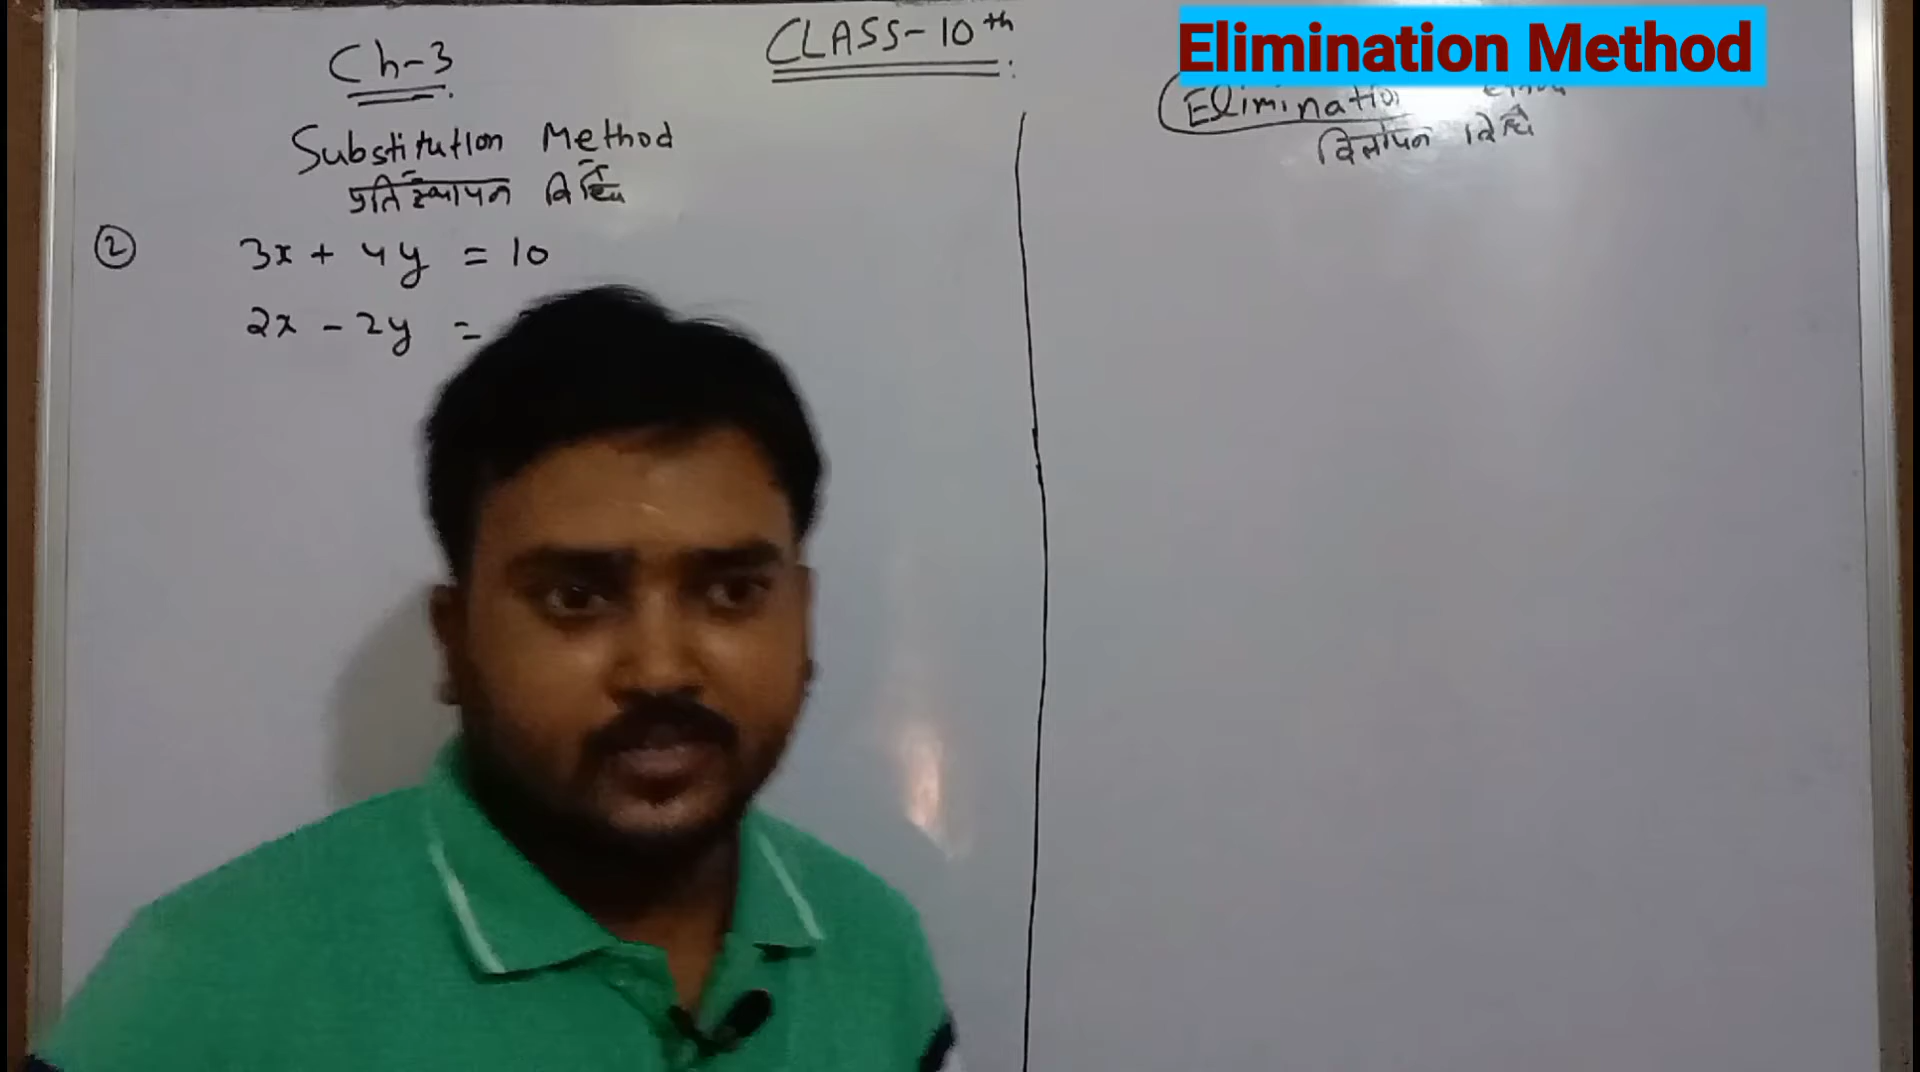 CLASS-10th
Ch-3
Substitution Method
प्रतिस्थापन विधि
② 3x + 4y = 10
2x - 2y =
Elimination Method
Elimination
विलोपन विधि